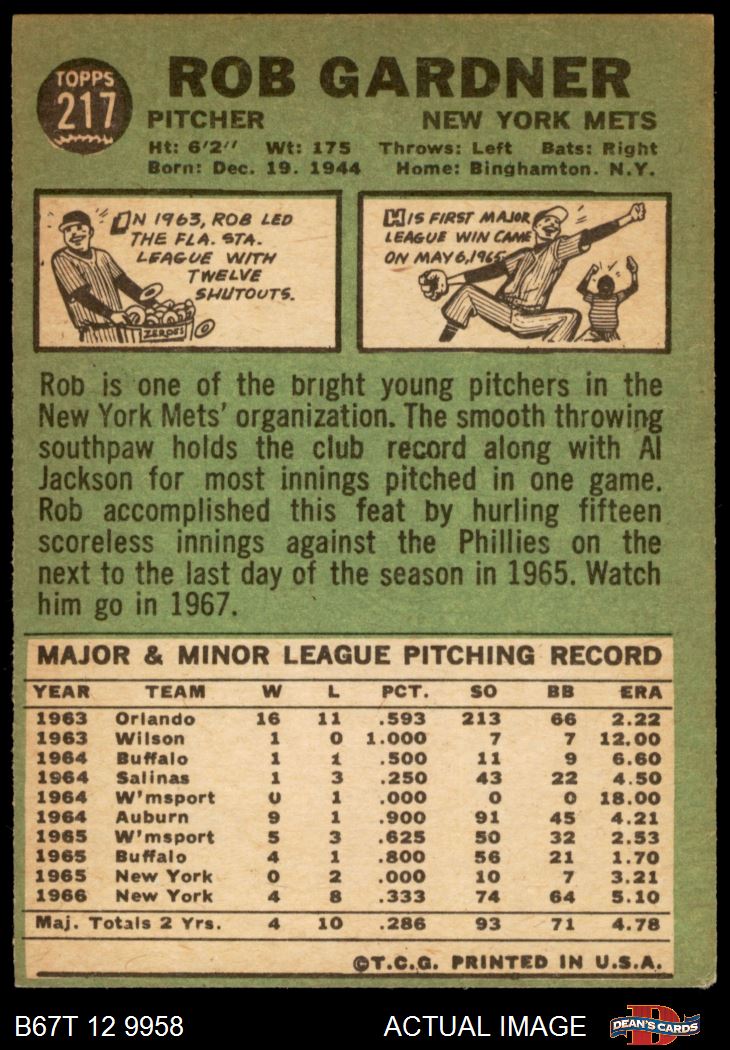 TOPPS
217
ROB GARDNER
PITCHER NEW YORK METS
Ht: 6'2" Wt: 175 Throws: Left Bats: Right
Born: Dec. 19. 1944 Home: Binghamton. N.Y.
IN 1963, ROB LED
THE FLA. STA.
LEAGUE WITH
TWELVE
SHUTOUTS.
ZEROES
HIS FIRST MAJOR
LEAGUE WIN CAME
ON MAY 6, 1965
Rob is one of the bright young pitchers in the
New York Mets' organization. The smooth throwing
southpaw holds the club record along with Al
Jackson for most innings pitched in one game.
Rob accomplished this feat by hurling fifteen
scoreless innings against the Phillies on the
next to the last day of the season in 1965. Watch
him go in 1967.
MAJOR & MINOR LEAGUE PITCHING RECORD
YEAR TEAM W L PCT. SO BB ERA
1963 Orlando 16 11 .593 213 66 2.22
1963 Wilson 1 0 1.000 7 7 12.00
1964 Buffalo 1 1 .500 11 9 6.60
1964 Salinas 1 3 .250 43 22 4.50
1964 W'msport 0 1 .000 0 0 18.00
1964 Auburn 9 1 .900 91 45 4.21
1965 W'msport 5 3 .625 50 32 2.53
1965 Buffalo 4 1 .800 56 21 1.70
1965 New York 0 2 .000 10 7 3.21
1966 New York 4 8 .333 74 64 5.10
Maj. Totals 2 Yrs. 4 10 .286 93 71 4.78
©T.C.G. PRINTED IN U.S.A.
B67T 12 9958 ACTUAL IMAGE
D
DEAN'S CARDS